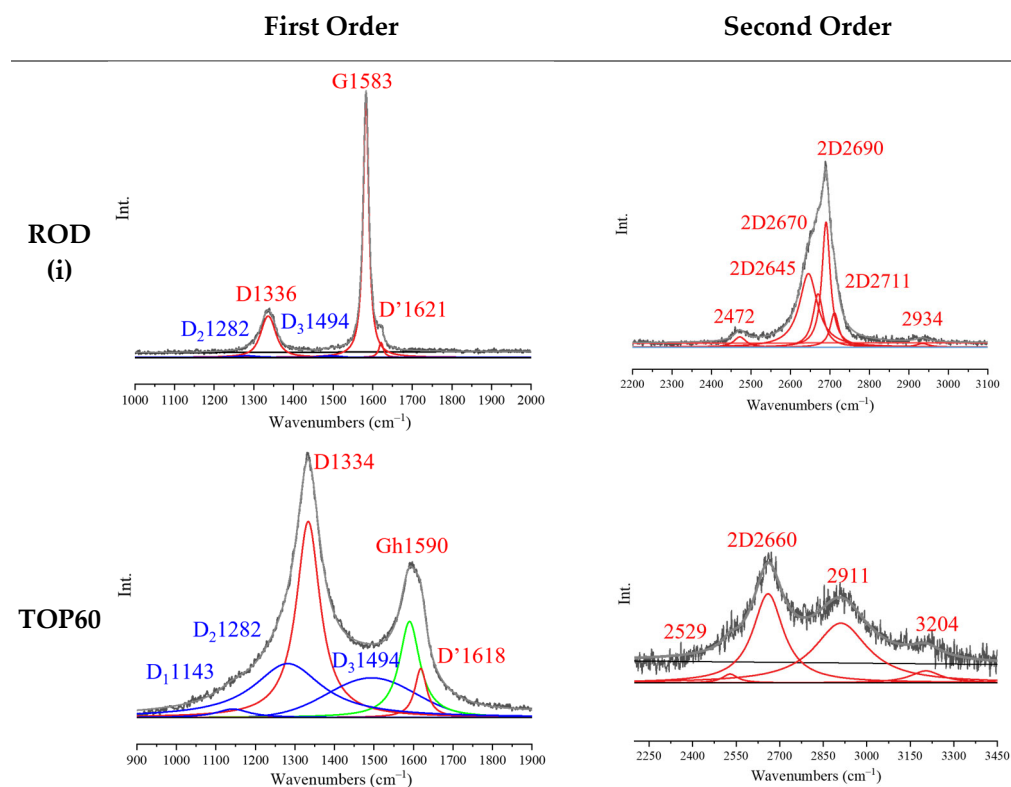 First Order Second Order
G1583
D1336
D₂1282
D₃1494
D’1621
Int.
1000 1100 1200 1300 1400 1500 1600 1700 1800 1900 2000
Wavenumbers (cm⁻¹)
ROD
(i)
2D2690
2D2670
2D2645
2D2711
2472
2934
Int.
2200 2300 2400 2500 2600 2700 2800 2900 3000 3100
Wavenumbers (cm⁻¹)
TOP60
D1334
Gh1590
D₂1282
D₁1143
D₃1494
D’1618
Int.
900 1000 1100 1200 1300 1400 1500 1600 1700 1800 1900
Wavenumbers (cm⁻¹)
2D2660
2911
2529
3204
Int.
2250 2400 2550 2700 2850 3000 3150 3300 3450
Wavenumbers (cm⁻¹)